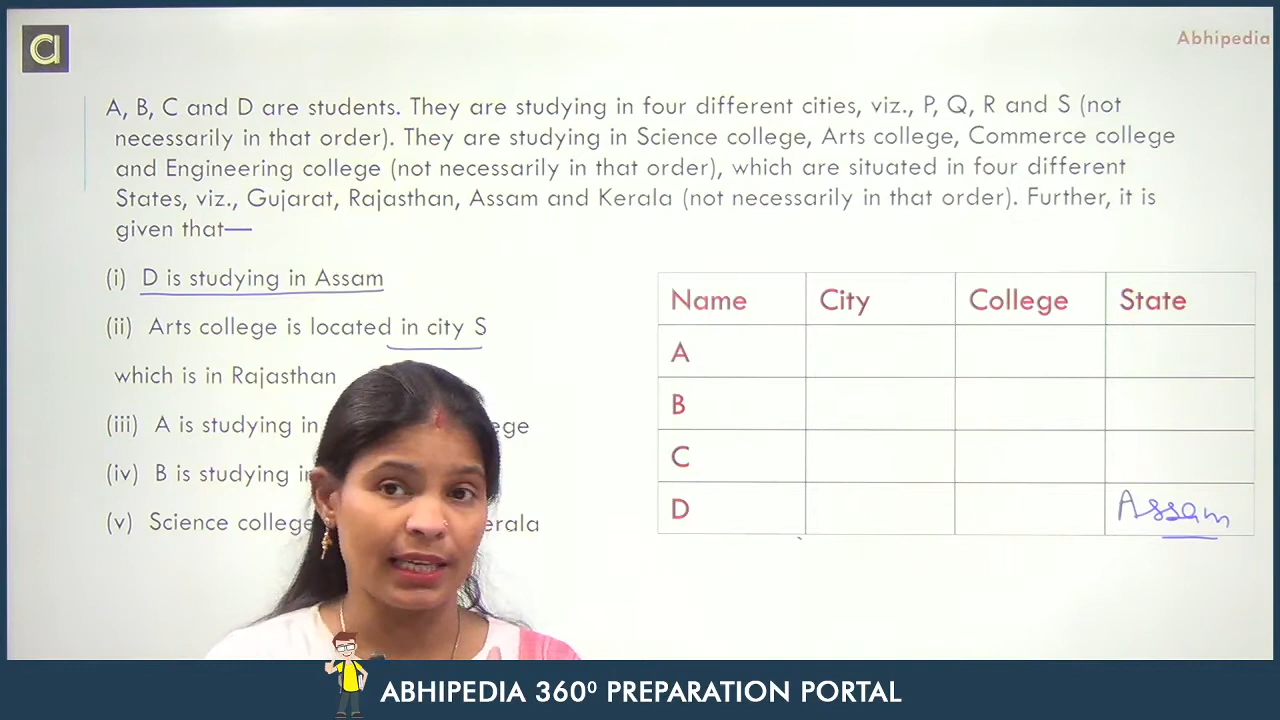 a
Abhipedia
A, B, C and D are students. They are studying in four different cities, viz., P, Q, R and S (not
necessarily in that order). They are studying in Science college, Arts college, Commerce college
and Engineering college (not necessarily in that order), which are situated in four different
States, viz., Gujarat, Rajasthan, Assam and Kerala (not necessarily in that order). Further, it is
given that—
(i) D is studying in Assam
(ii) Arts college is located in city S
which is in Rajasthan
(iii) A is studying in
(iv) B is studying
(v) Science college
Name City College State
A
B
C
D Assam
ABHIPEDIA 360⁰ PREPARATION PORTAL